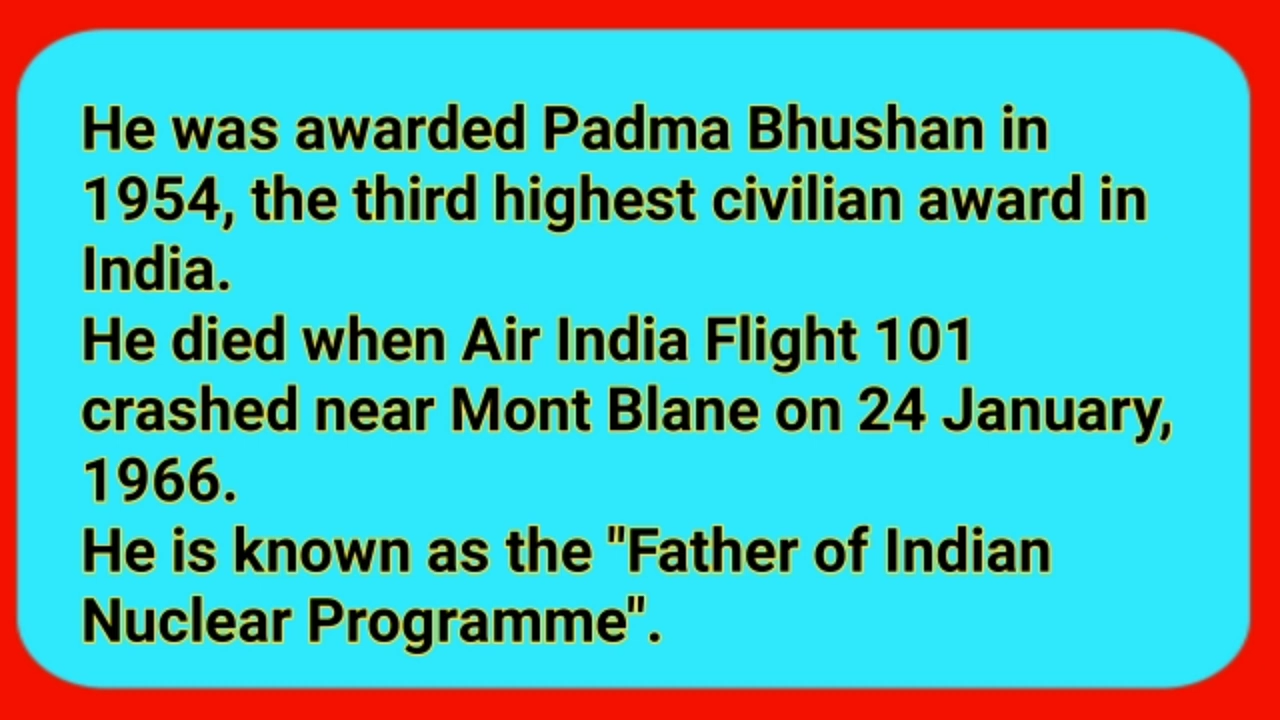 He was awarded Padma Bhushan in
1954, the third highest civilian award in
India.
He died when Air India Flight 101
crashed near Mont Blane on 24 January,
1966.
He is known as the "Father of Indian
Nuclear Programme".